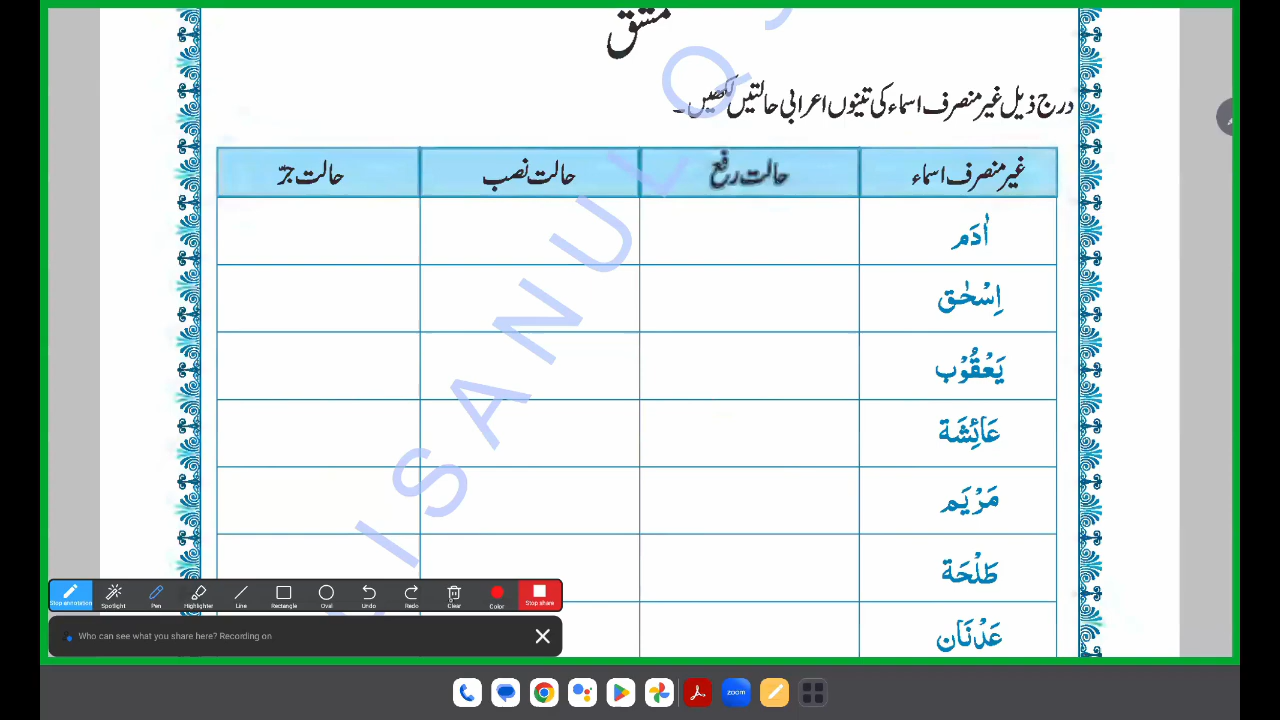 مشق
درج ذیل غیر منصرف اسماء کی تینوں اعرابی حالتیں لکھیں۔
غیر منصرف اسماء حالت رفع حالت نصب حالت جرّ
اٰدَم
اِسْحٰق
یَعْقُوْب
عَائِشَة
مَرْیَم
طَلْحَة
عَدْنَان
ISANUL Q
Stop annotation Spotlight Pen Highlighter Line Rectangle Oval Undo Redo Clear Color Stop share
Who can see what you share here? Recording on
zoom